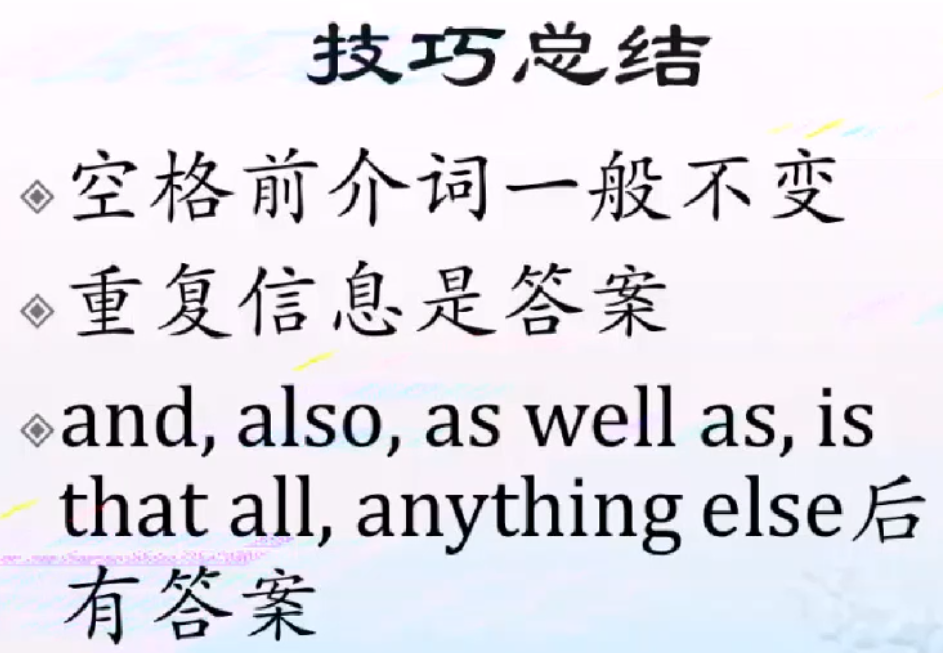 技巧总结
空格前介词一般不变
重复信息是答案
and, also, as well as, is
that all, anything else后
有答案